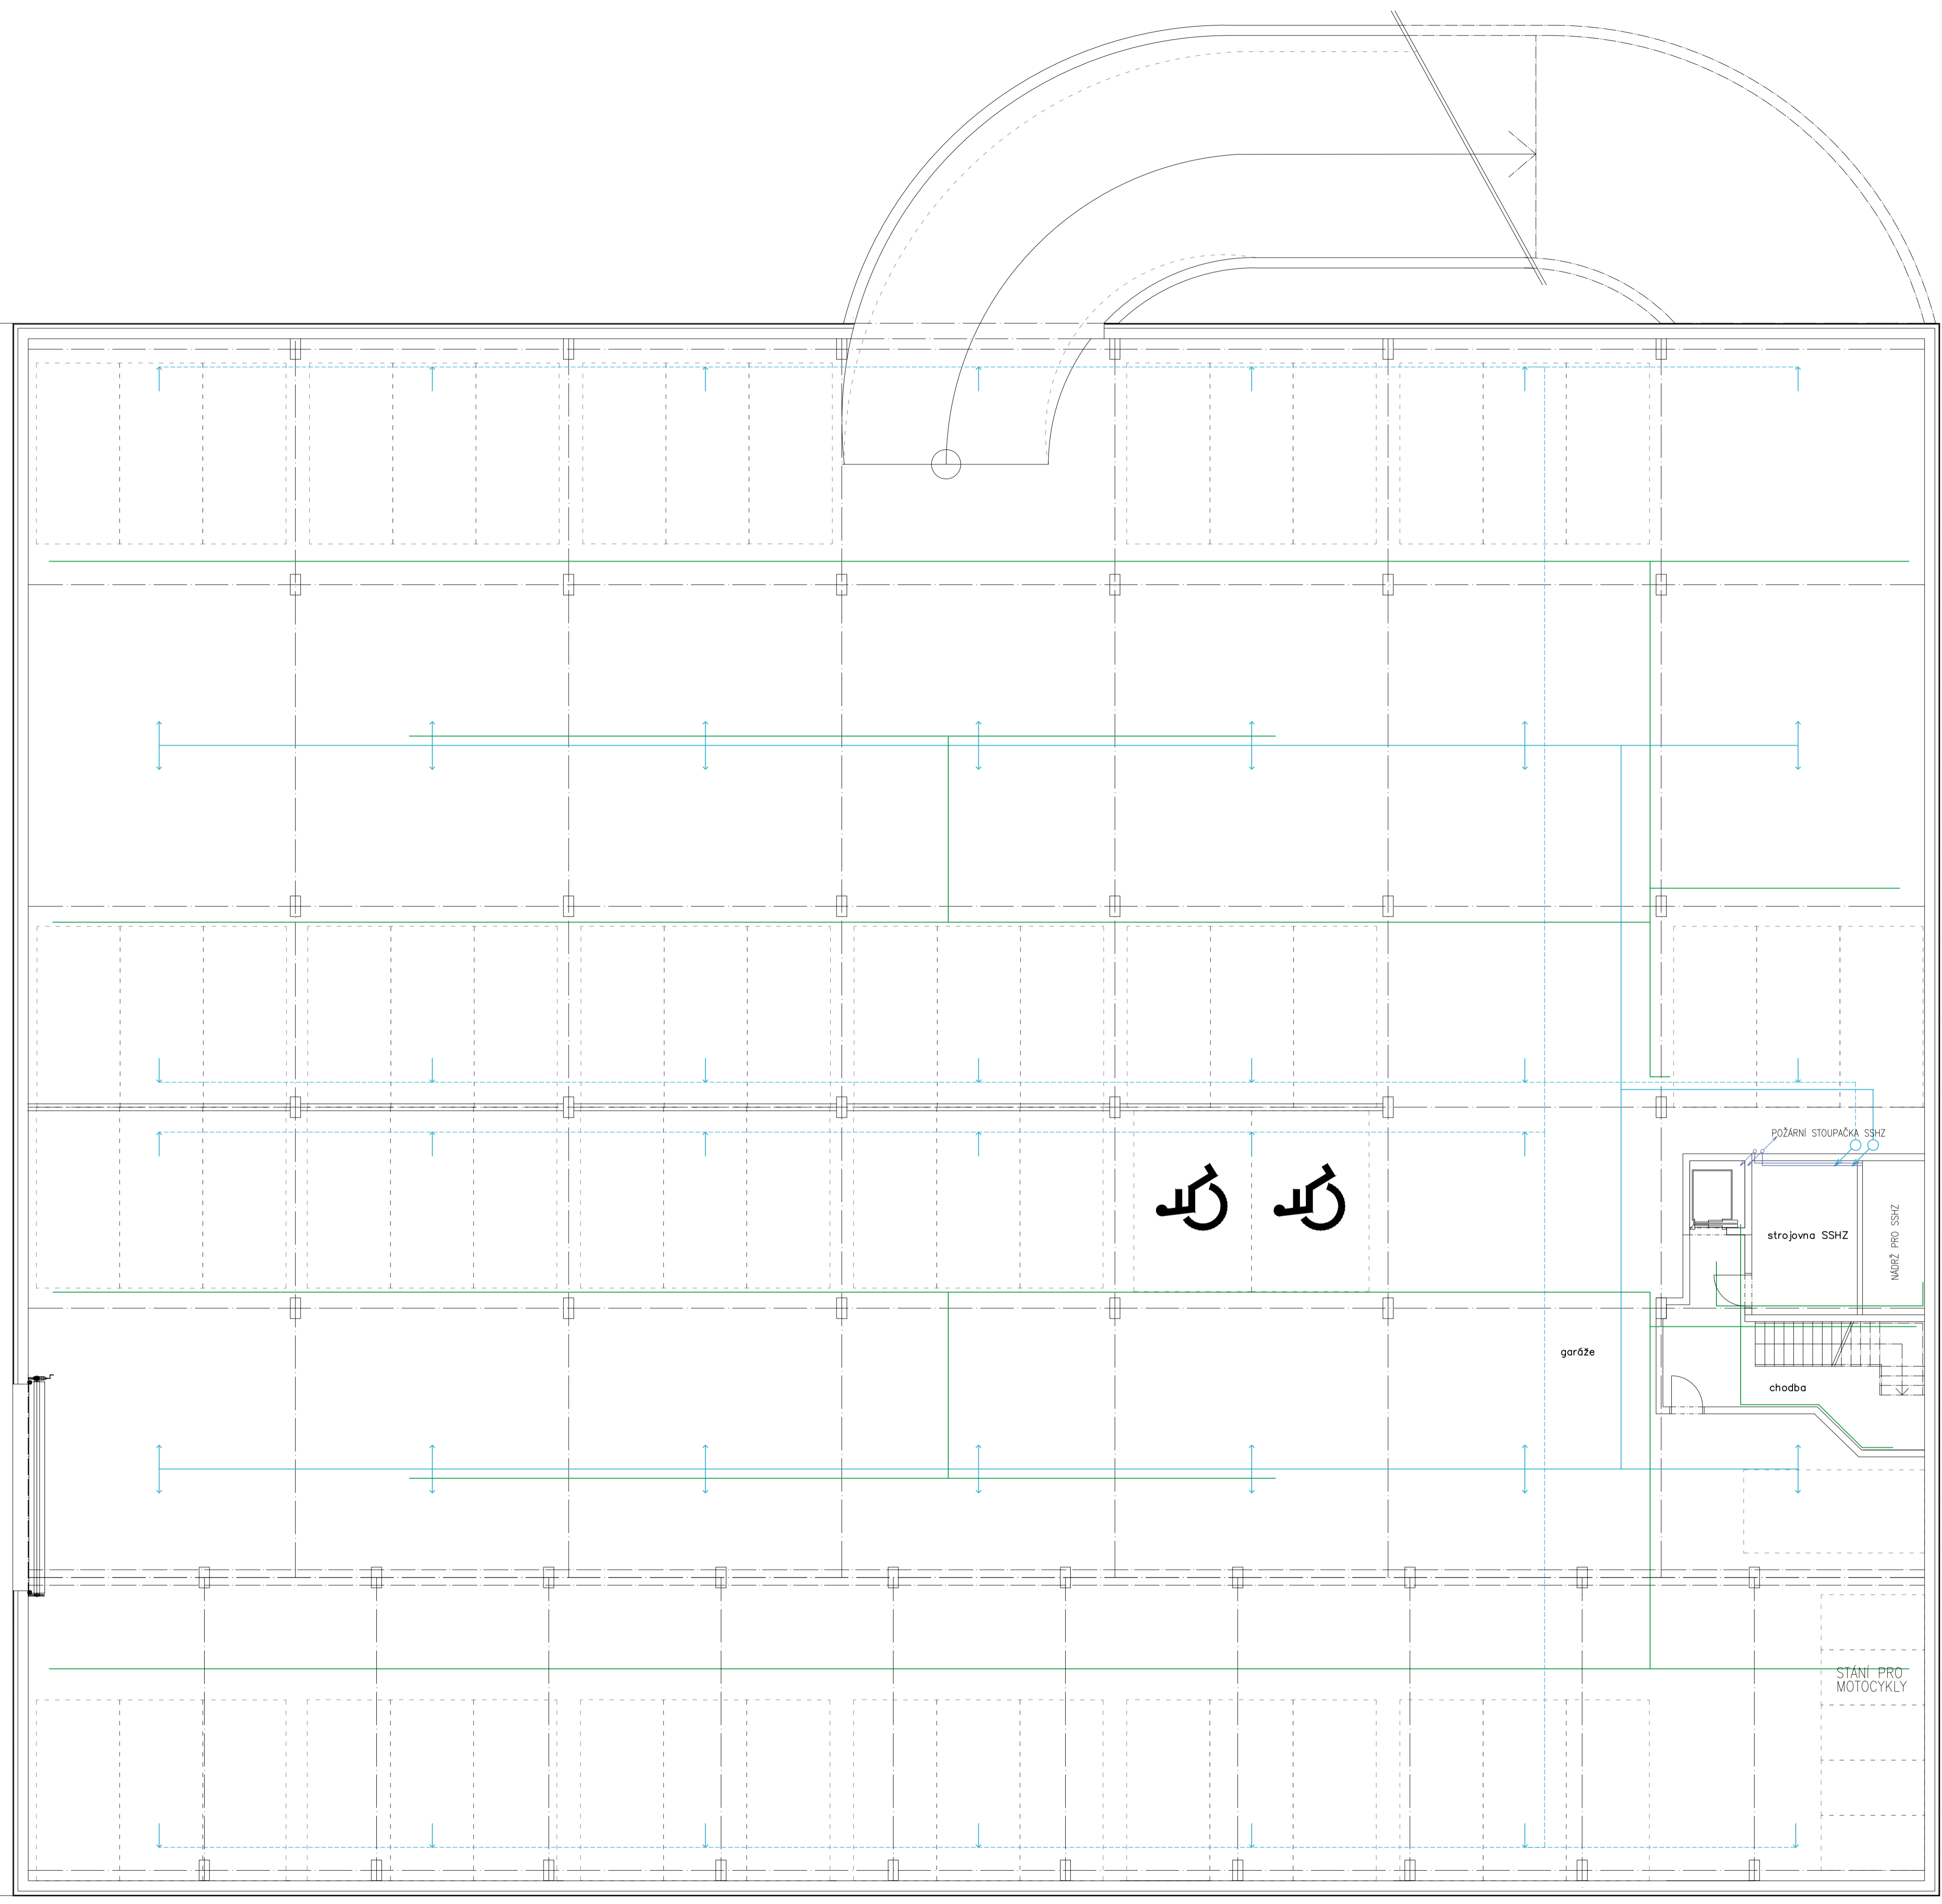 POŽÁRNÍ STOUPAČKA SSHZ
strojovna SSHZ
NÁDRŽ PRO SSHZ
garáže
chodba
STÁNÍ PRO
MOTOCYKLY